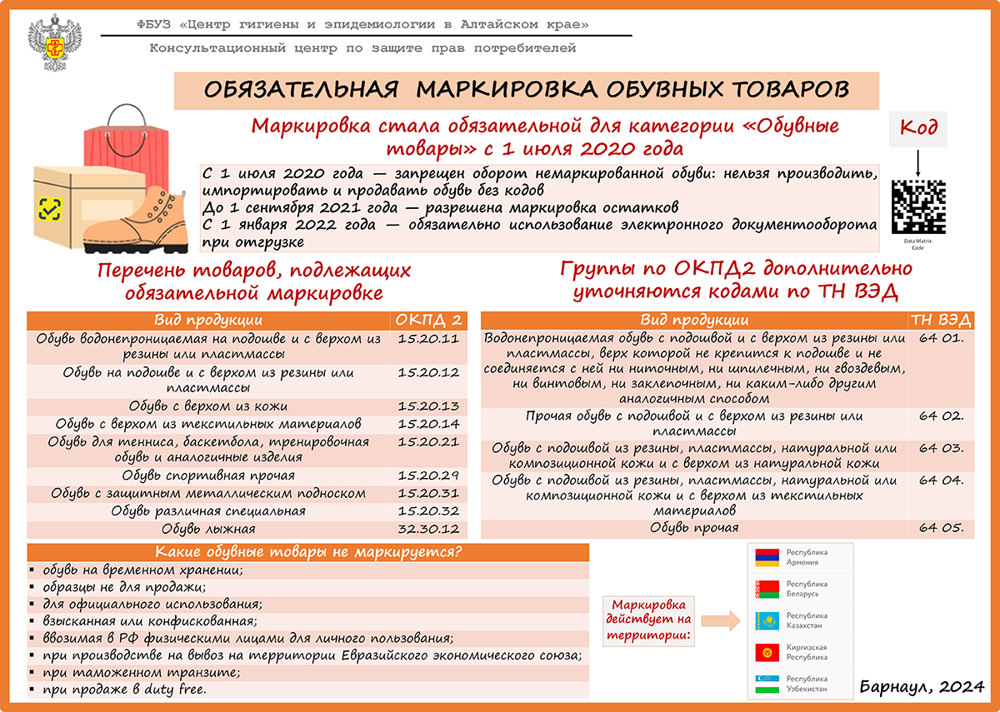 ФБУЗ «Центр гигиены и эпидемиологии в Алтайском крае»
Консультационный центр по защите прав потребителей
ОБЯЗАТЕЛЬНАЯ МАРКИРОВКА ОБУВНЫХ ТОВАРОВ
Маркировка стала обязательной для категории «Обувные
товары» с 1 июля 2020 года
Код
С 1 июля 2020 года — запрещен оборот немаркированной обуви: нельзя производить,
импортировать и продавать обувь без кодов
До 1 сентября 2021 года — разрешена маркировка остатков
С 1 января 2022 года — обязательно использование электронного документооборота
при отгрузке
Data Matrix
Code
Перечень товаров, подлежащих
обязательной маркировке
Вид продукции ОКПД 2
Обувь водонепроницаемая на подошве и с верхом из 15.20.11
резины или пластмассы
Обувь на подошве и с верхом из резины или 15.20.12
пластмассы
Обувь с верхом из кожи 15.20.13
Обувь с верхом из текстильных материалов 15.20.14
Обувь для тенниса, баскетбола, тренировочная 15.20.21
обувь и аналогичные изделия
Обувь спортивная прочая 15.20.29
Обувь с защитным металлическим подноском 15.20.31
Обувь различная специальная 15.20.32
Обувь лыжная 32.30.12
Группы по ОКПД2 дополнительно
уточняются кодами по ТН ВЭД
Вид продукции ТН ВЭД
Водонепроницаемая обувь с подошвой и с верхом из резины или 64 01.
пластмассы, верх которой не крепится к подошве и не
соединяется с ней ни ниточным, ни шпилечным, ни гвоздевым,
ни винтовым, ни заклепочным, ни каким-либо другим
аналогичным способом
Прочая обувь с подошвой и с верхом из резины или 64 02.
пластмассы
Обувь с подошвой из резины, пластмассы, натуральной или 64 03.
композиционной кожи и с верхом из натуральной кожи
Обувь с подошвой из резины, пластмассы, натуральной или 64 04.
композиционной кожи и с верхом из текстильных
материалов
Обувь прочая 64 05.
Какие обувные товары не маркируется?
▪ обувь на временном хранении;
▪ образцы не для продажи;
▪ для официального использования;
▪ взысканная или конфискованная;
▪ ввозимая в РФ физическими лицами для личного пользования;
▪ при производстве на вывоз на территории Евразийского экономического союза;
▪ при таможенном транзите;
▪ при продаже в duty free.
Маркировка
действует на
территории:
Республика
Армения
Республика
Беларусь
Республика
Казахстан
Киргизская
Республика
Республика
Узбекистан
Барнаул, 2024